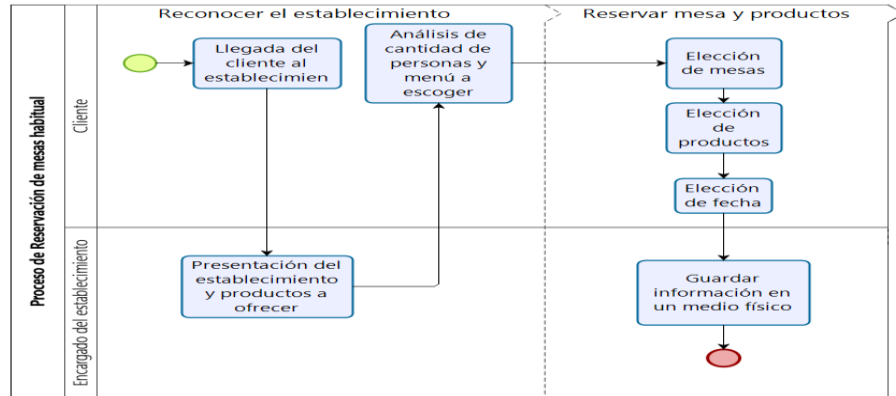 Reconocer el establecimiento
Reservar mesa y productos
Proceso de Reservación de mesas habitual
Cliente
Llegada del
cliente al
establecimien
Análisis de
cantidad de
personas y
menú a
escoger
Elección
de mesas
Elección
de
productos
Elección
de fecha
Encargado del establecimiento
Presentación del
establecimiento
y productos a
ofrecer
Guardar
información en
un medio físico